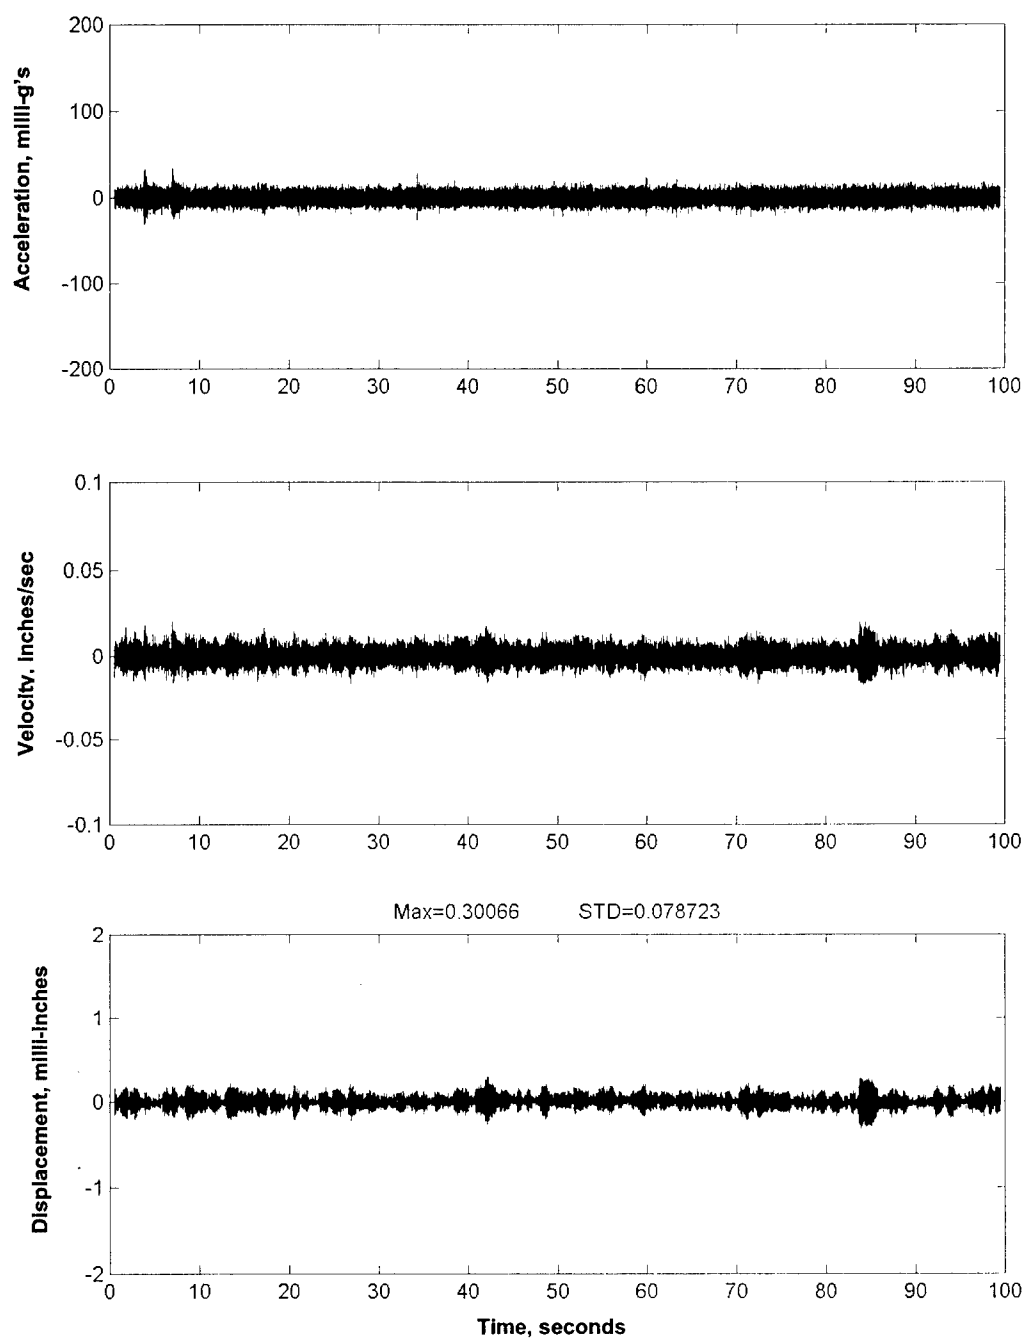 Acceleration, milli-g's
200
100
0
-100
-200
0 10 20 30 40 50 60 70 80 90 100
Velocity, inches/sec
0.1
0.05
0
-0.05
-0.1
0 10 20 30 40 50 60 70 80 90 100
Max=0.30066 STD=0.078723
Displacement, milli-inches
2
1
0
-1
-2
0 10 20 30 40 50 60 70 80 90 100
Time, seconds